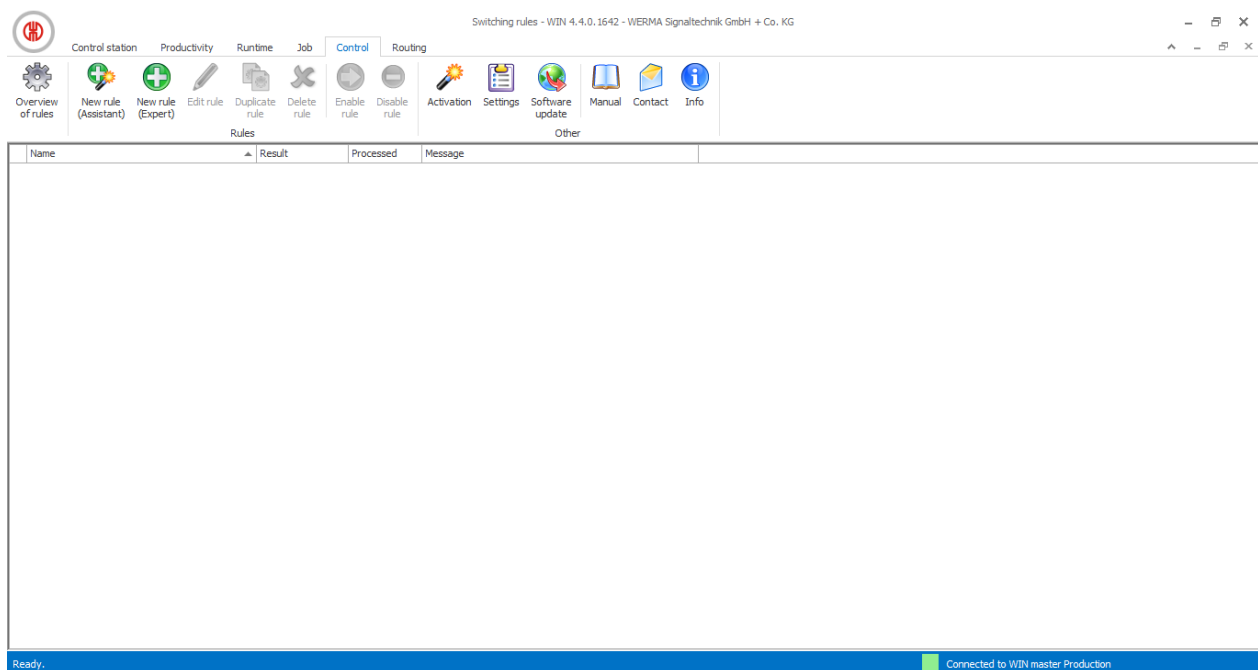 Switching rules - WIN 4.4.0.1642 - WERMA Signaltechnik GmbH + Co. KG
Control station Productivity Runtime Job Control Routing
Overview of rules
New rule (Assistant)
New rule (Expert)
Edit rule
Duplicate rule
Delete rule
Enable rule
Disable rule
Activation
Settings
Software update
Manual
Contact
Info
Rules
Other
Name Result Processed Message
Ready.
Connected to WIN master Production